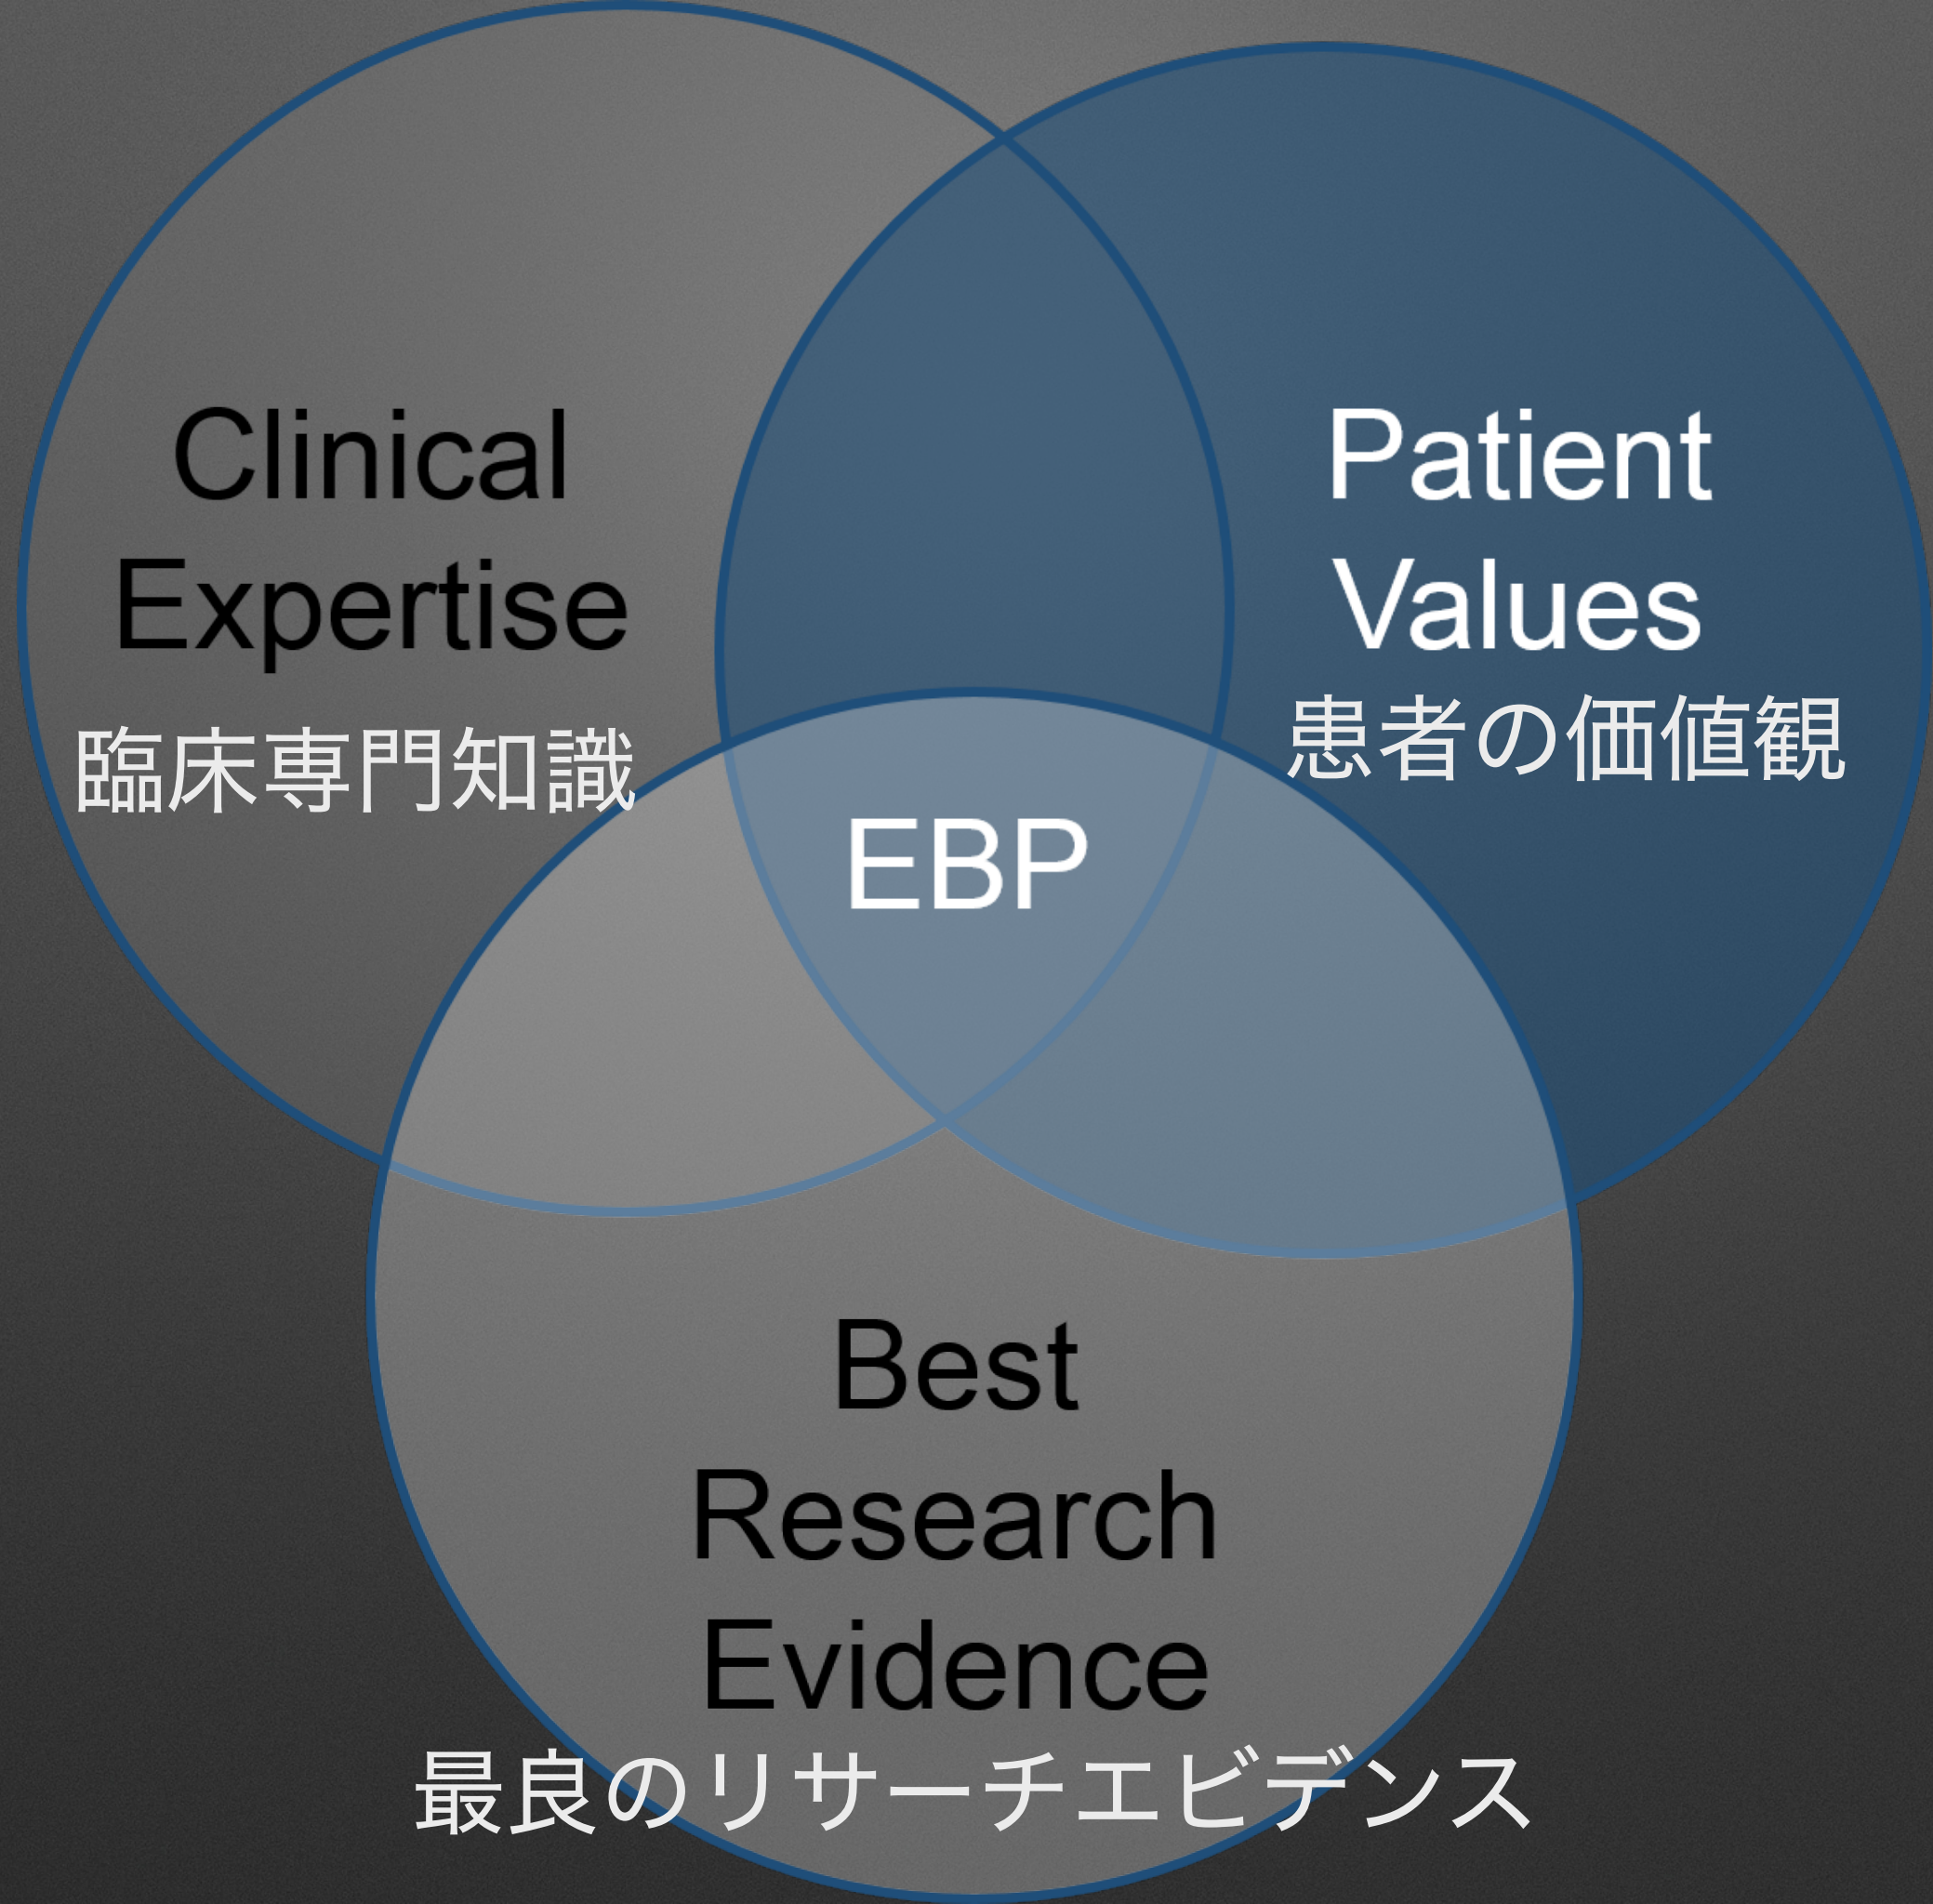 Clinical
Expertise
臨床専門知識
Patient
Values
患者の価値観
EBP
Best
Research
Evidence
最良のリサーチエビデンス